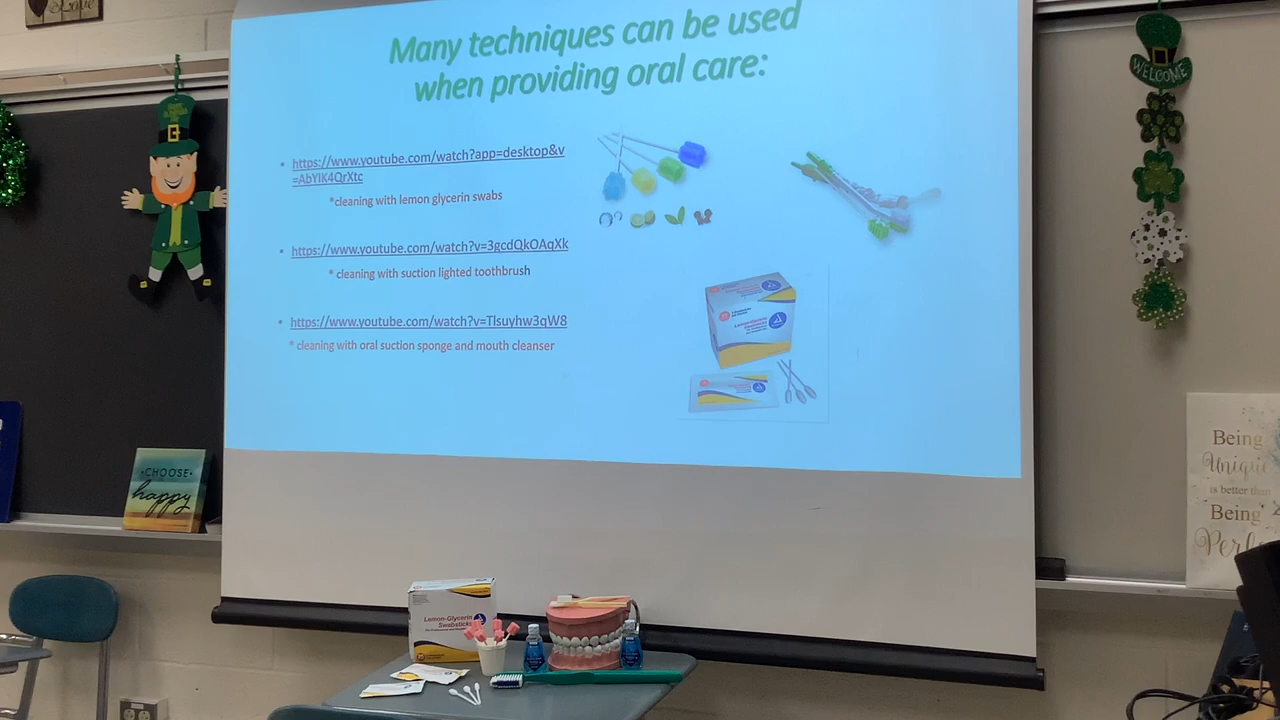 Love
Many techniques can be used
when providing oral care:
• https://www.youtube.com/watch?app=desktop&v
=AbYIK4QrXtc
*cleaning with lemon glycerin swabs
• https://www.youtube.com/watch?v=3gcdQkOAqXk
* cleaning with suction lighted toothbrush
• https://www.youtube.com/watch?v=Tlsuyhw3qW8
* cleaning with oral suction sponge and mouth cleanser
Lemon-Glycerin
WELCOME
•CHOOSE•
happy
Being
Unique
is better than
Being
Lemon-Glycerin
Swabsticks